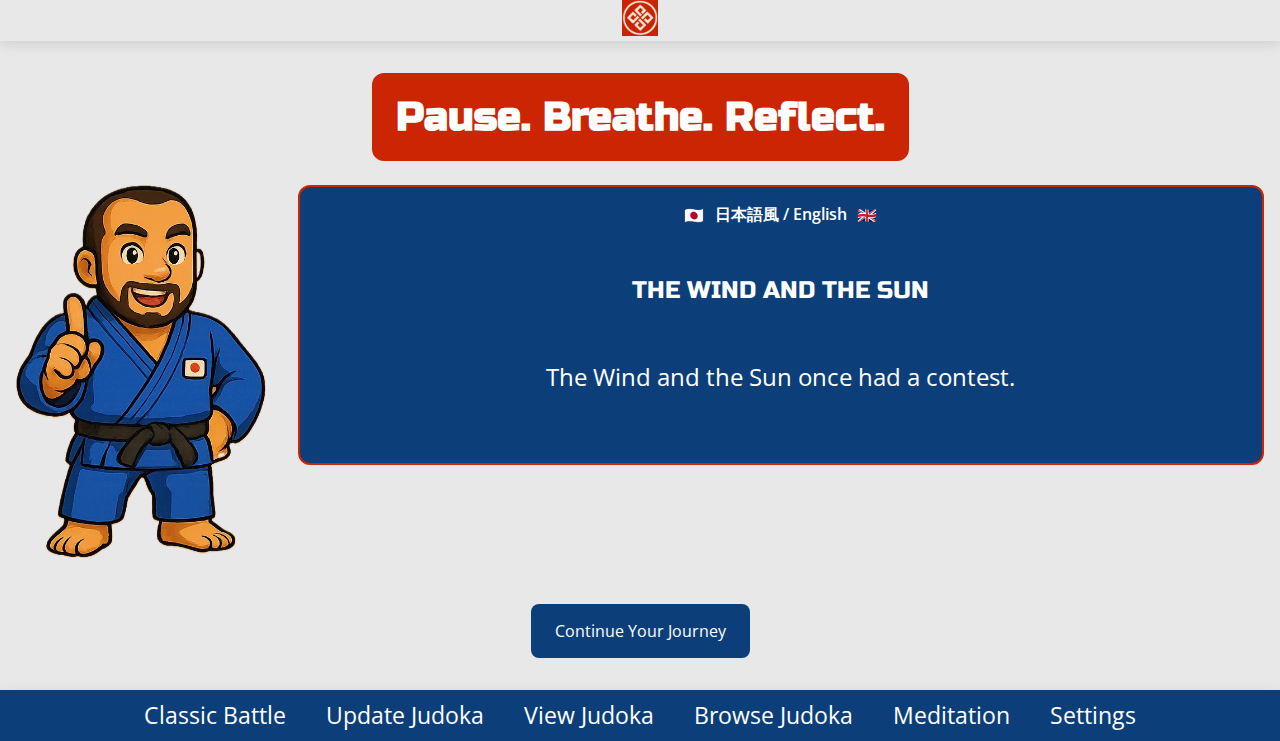 Pause. Breathe. Reflect.
日本語風 / English
THE WIND AND THE SUN
The Wind and the Sun once had a contest.
Continue Your Journey
Classic Battle
Update Judoka
View Judoka
Browse Judoka
Meditation
Settings